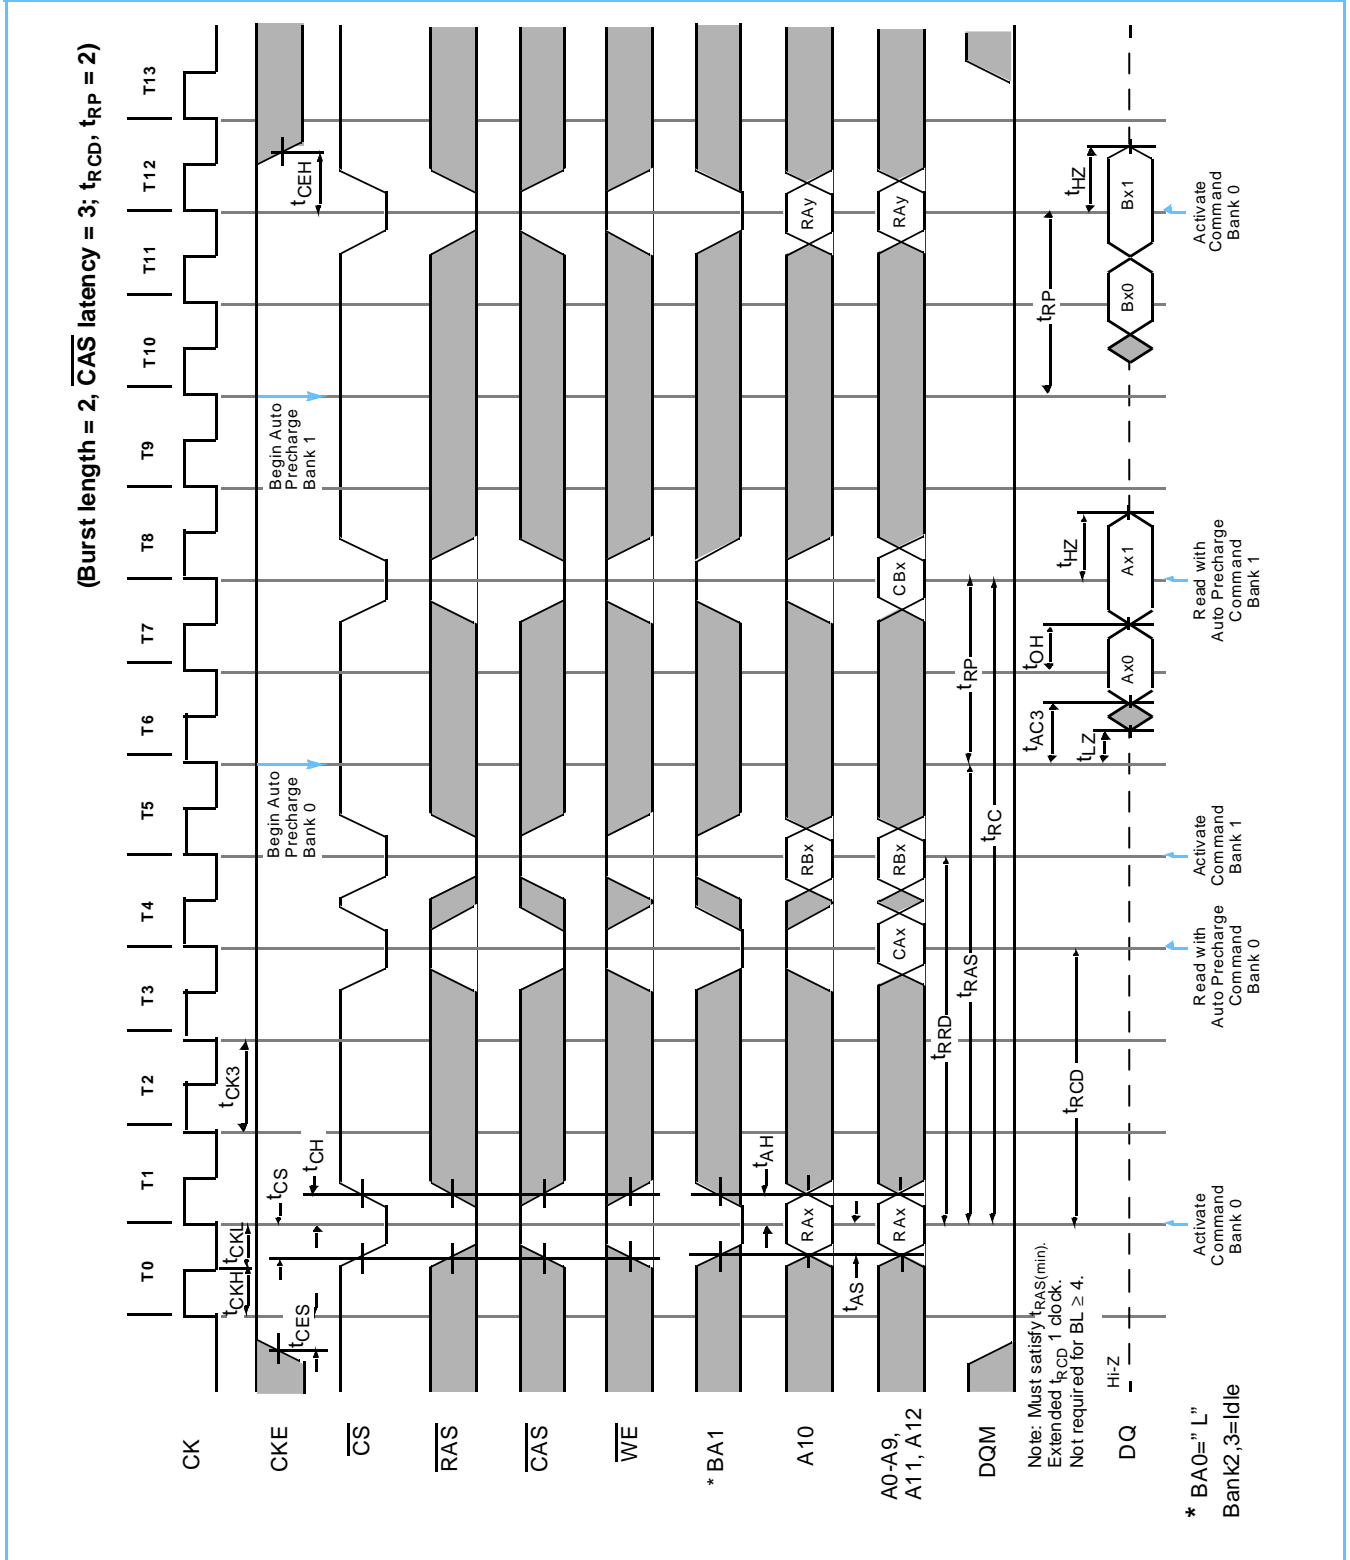 (Burst length = 2, CAS latency = 3; tRCD, tRP = 2)
T0 T1 T2 T3 T4 T5 T6 T7 T8 T9 T10 T11 T12 T13
CK
tCKH tCKL
tCK3
CKE
tCES
tCS
tCH
Begin Auto
Precharge
Bank 0
Begin Auto
Precharge
Bank 1
tCEH
CS
RAS
CAS
WE
* BA1
tAH
A10
RAx
RBx
RAy
tAS
A0-A9,
A11, A12
RAx
CAx
RBx
CBx
RAy
tRRD
tRAS
tRP
DQM
tRC
Note: Must satisfy tRAS(min).
Extended tRCD 1 clock.
Not required for BL ≥ 4.
tRCD
tAC3
tLZ
tOH
tHZ
tRP
tHZ
DQ
Hi-Z
Ax0
Ax1
Bx0
Bx1
Activate
Command
Bank 0
Read with
Auto Precharge
Command
Bank 0
Activate
Command
Bank 1
Read with
Auto Precharge
Command
Bank 1
Activate
Command
Bank 0
* BA0=” L”
Bank2,3=Idle